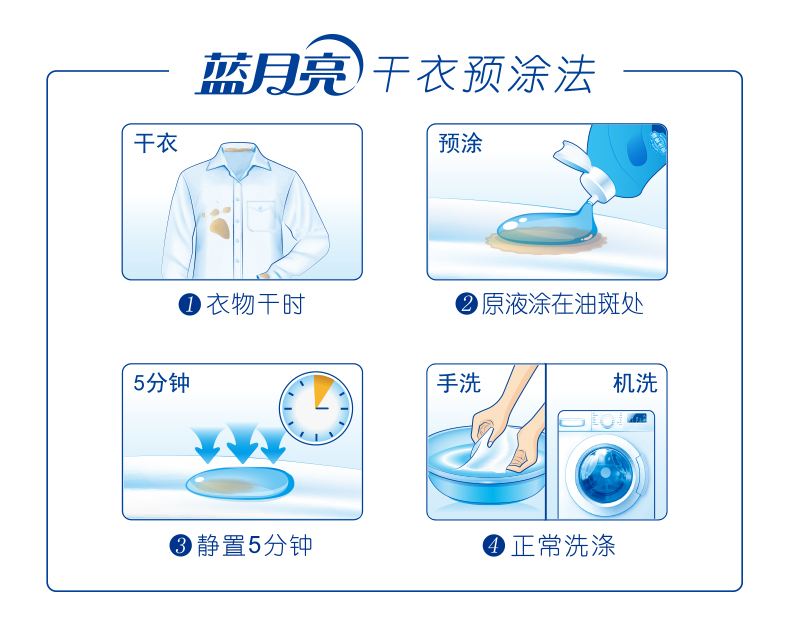 蓝月亮 干衣预涂法
干衣
预涂
1 衣物干时
2 原液涂在油斑处
5分钟
手洗
机洗
3 静置5分钟
4 正常洗涤